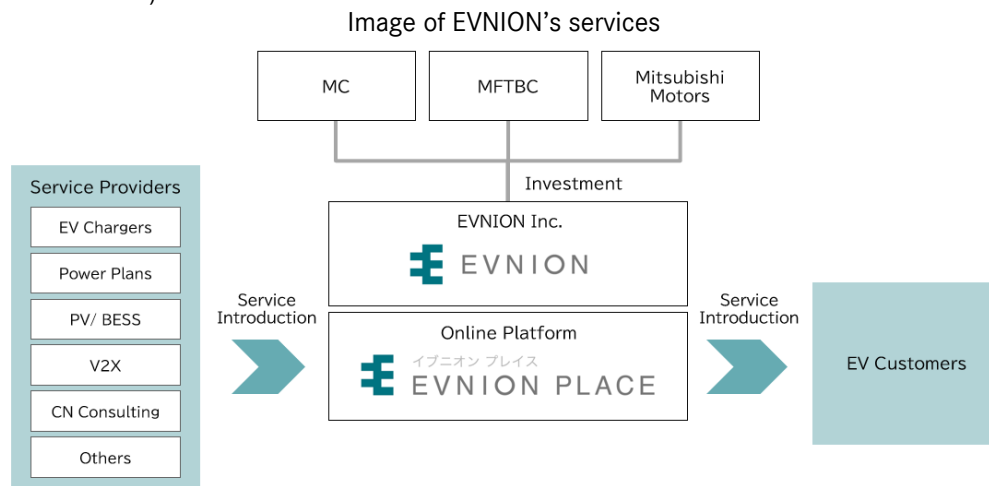 Image of EVNION's services
MC
MFTBC
Mitsubishi
Motors
Investment
Service Providers
EV Chargers
Power Plans
PV/ BESS
V2X
CN Consulting
Others
Service
Introduction
EVNION Inc.
EVNION
Online Platform
イブニオン プレイス
EVNION PLACE
Service
Introduction
EV Customers